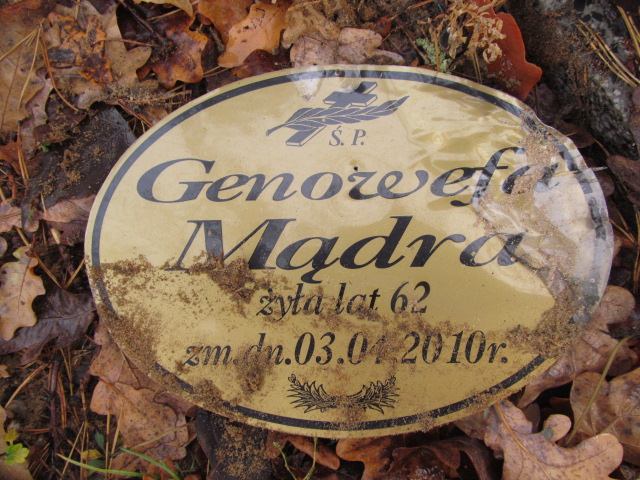 Ś. P.
Genowefa
Mądra
żyła lat 62
zm. dn. 03.04.2010r.